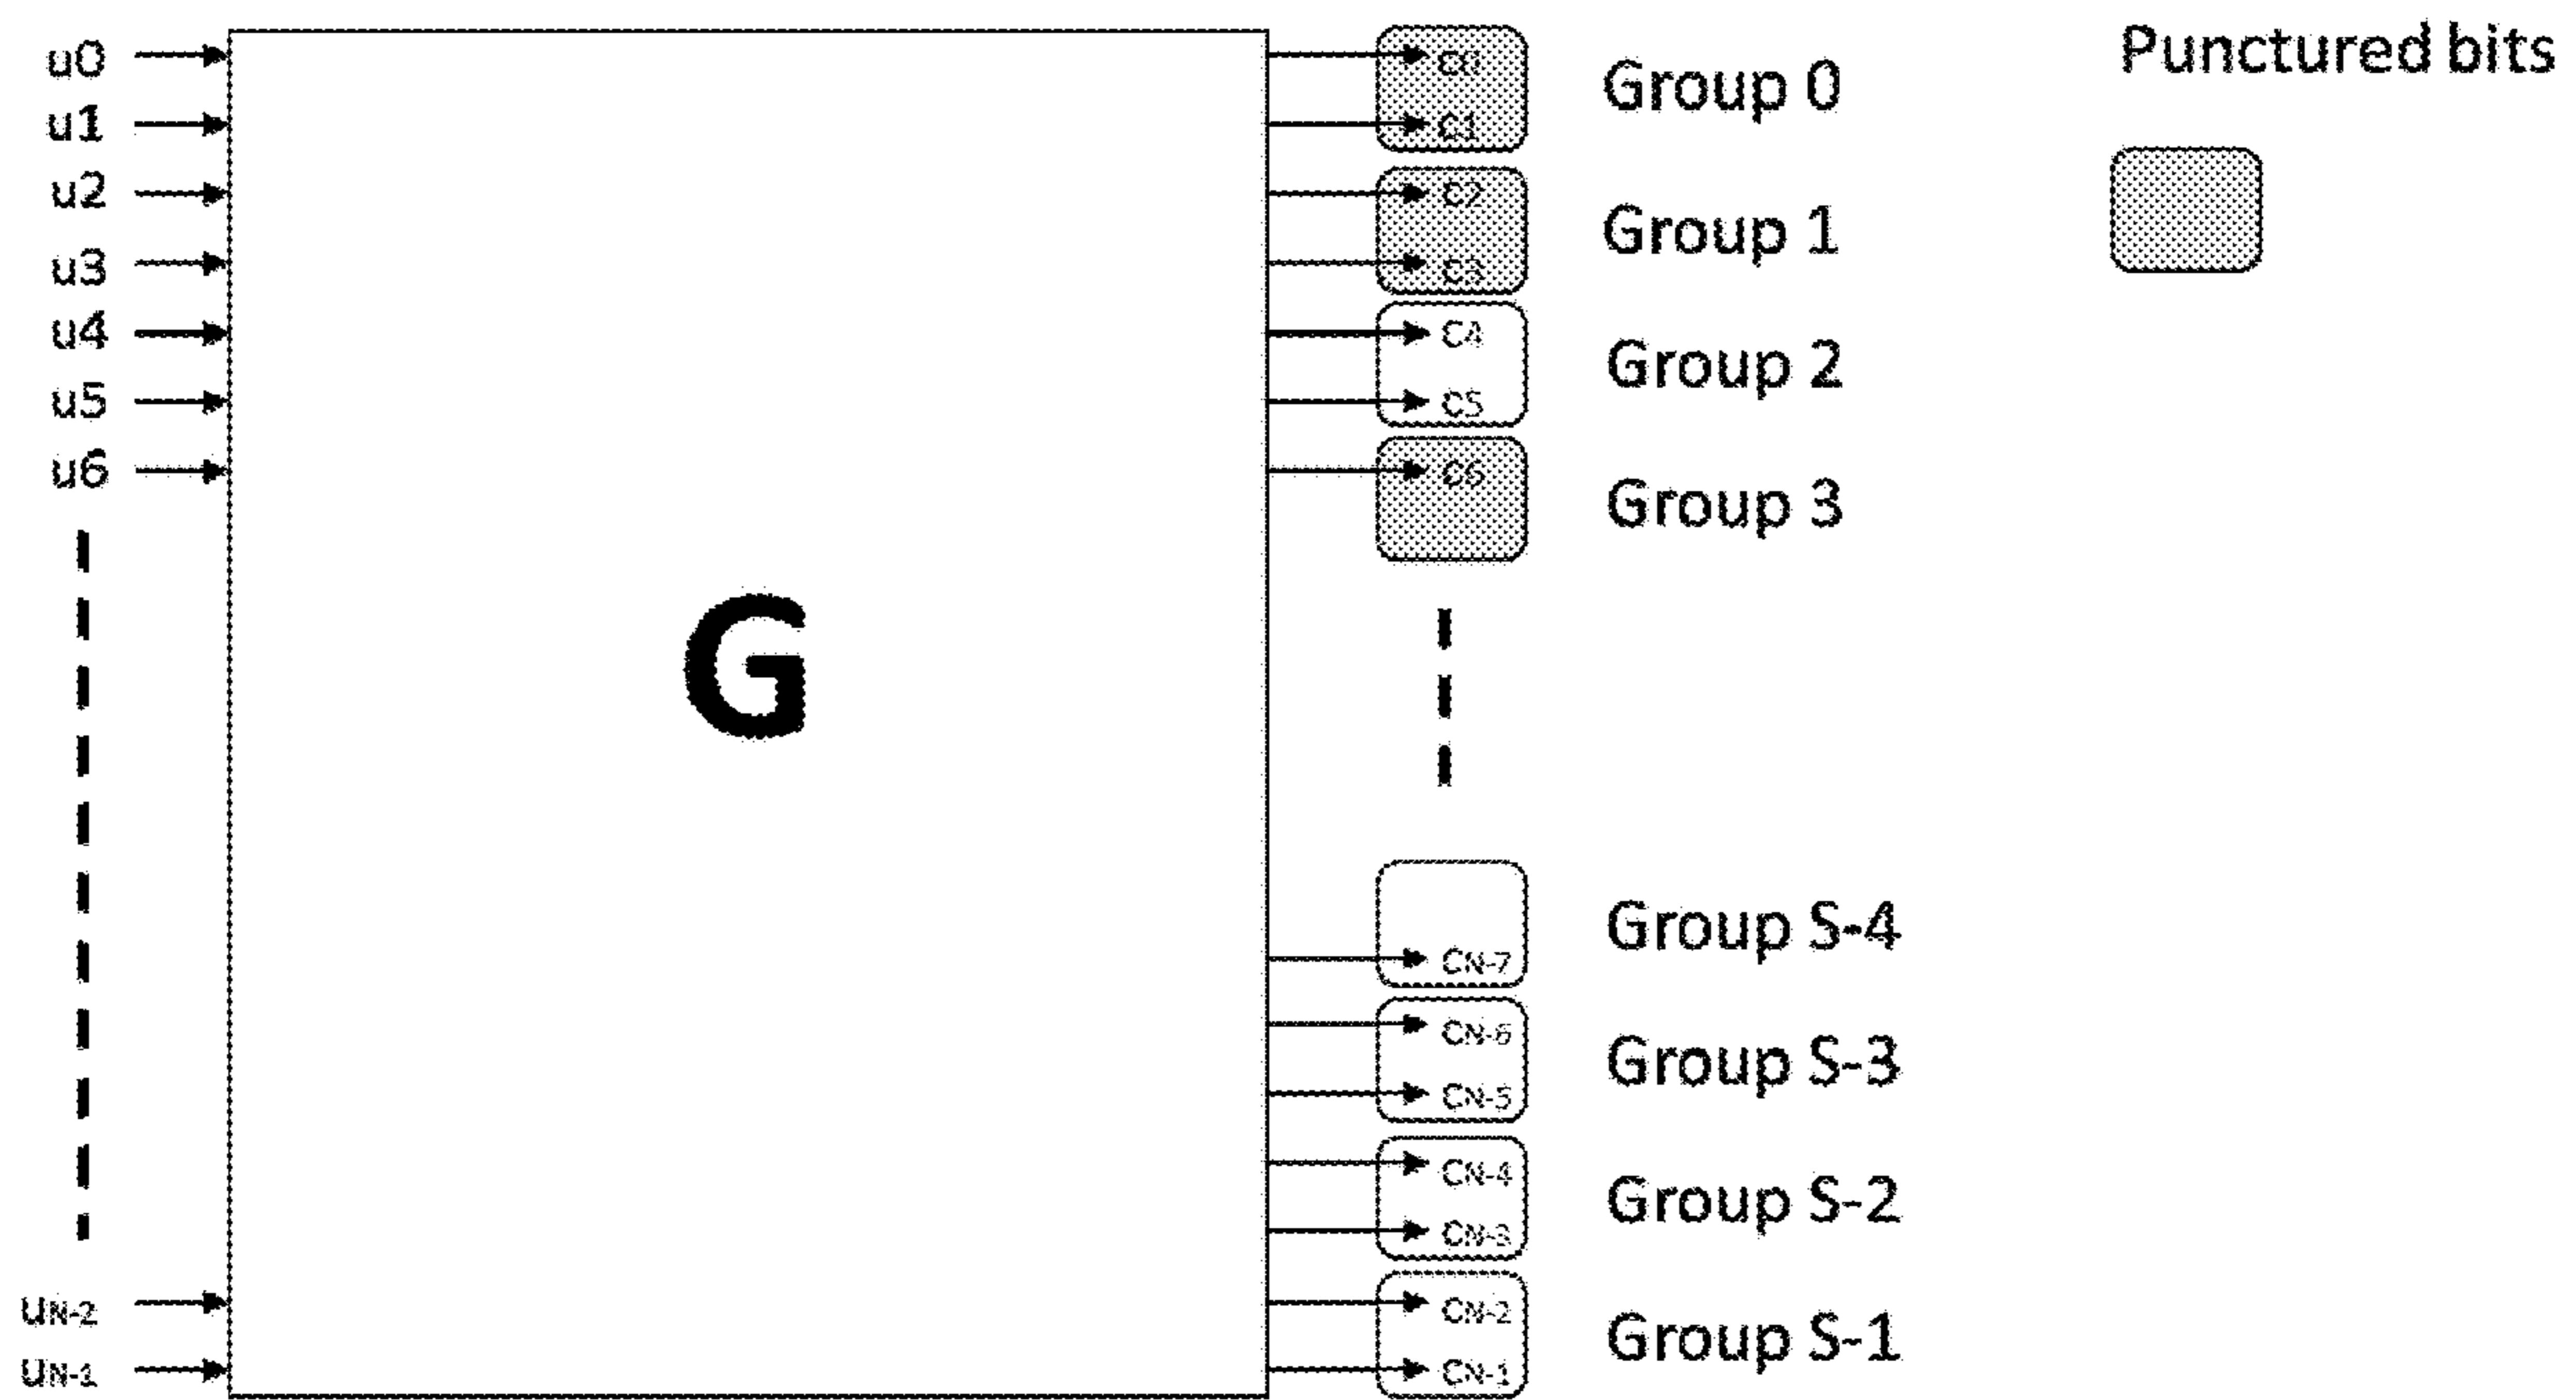 u0
u1
u2
u3
u4
u5
u6
uN-2
uN-1
G
C0
C1
C2
C3
C4
C5
C6
CN-7
CN-6
CN-5
CN-4
CN-3
CN-2
CN-1
Group 0
Group 1
Group 2
Group 3
Group S-4
Group S-3
Group S-2
Group S-1
Punctured bits